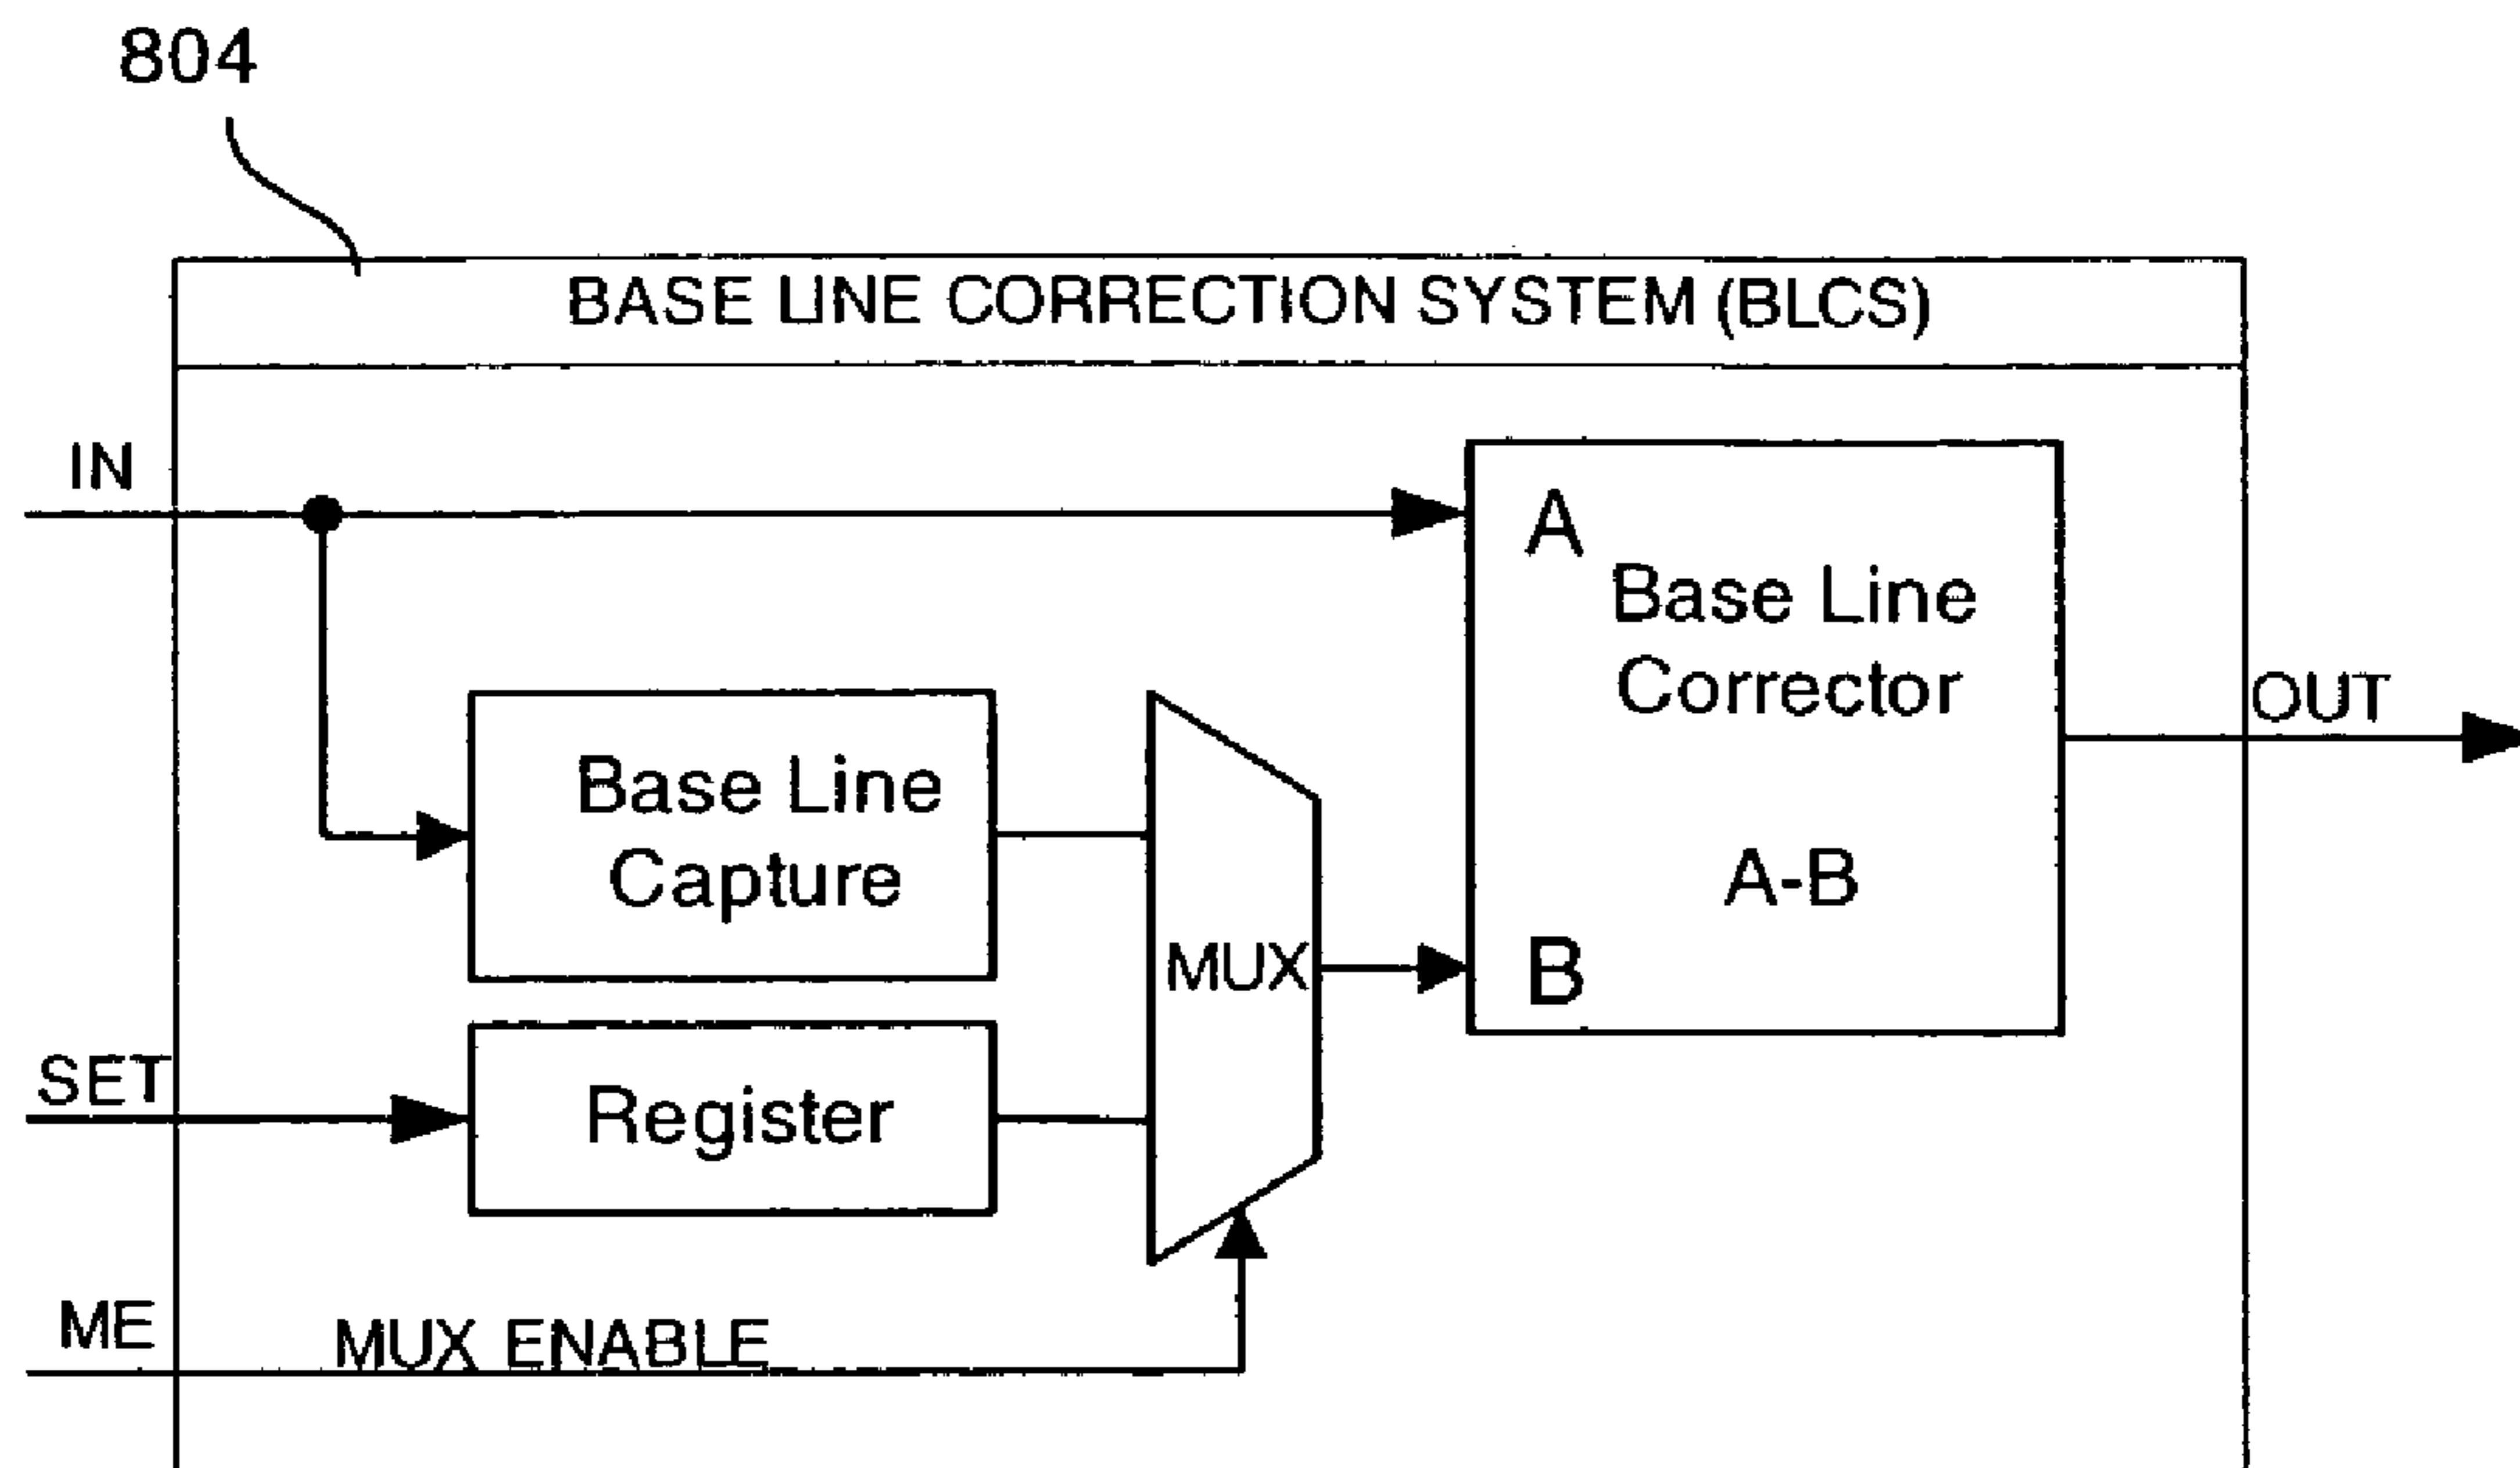 804
BASE LINE CORRECTION SYSTEM (BLCS)
IN
A
Base Line
Corrector
A-B
B
OUT
Base Line
Capture
MUX
SET
Register
ME
MUX ENABLE